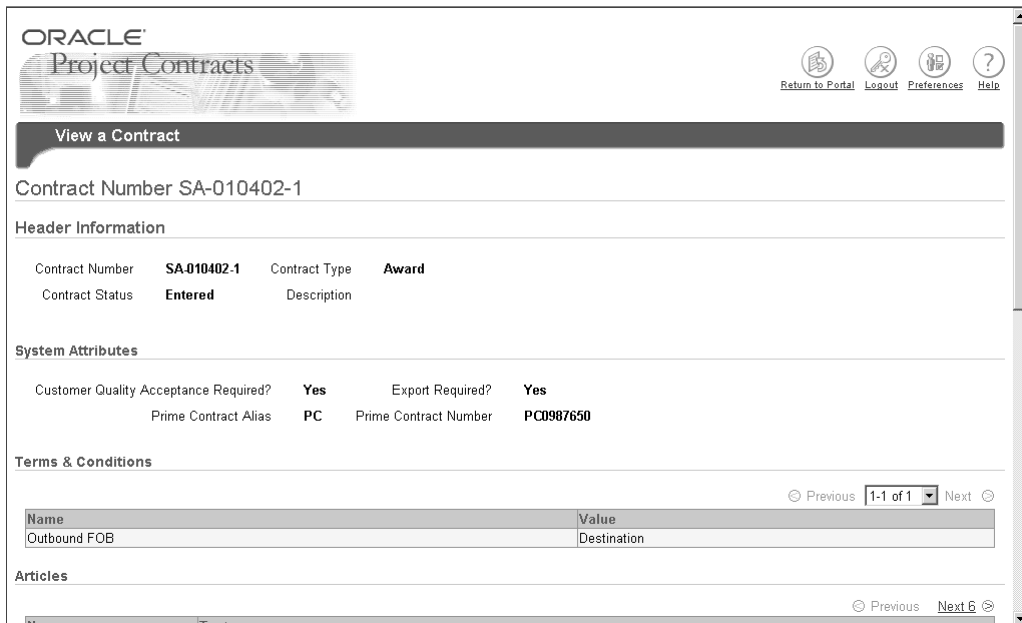 ORACLE
Project Contracts
Return to Portal Logout Preferences Help
View a Contract
Contract Number SA-010402-1
Header Information
Contract Number SA-010402-1 Contract Type Award
Contract Status Entered Description
System Attributes
Customer Quality Acceptance Required? Yes Export Required? Yes
Prime Contract Alias PC Prime Contract Number PC0987650
Terms & Conditions
Previous 1-1 of 1 Next
Name Value
Outbound FOB Destination
Articles
Previous Next 6